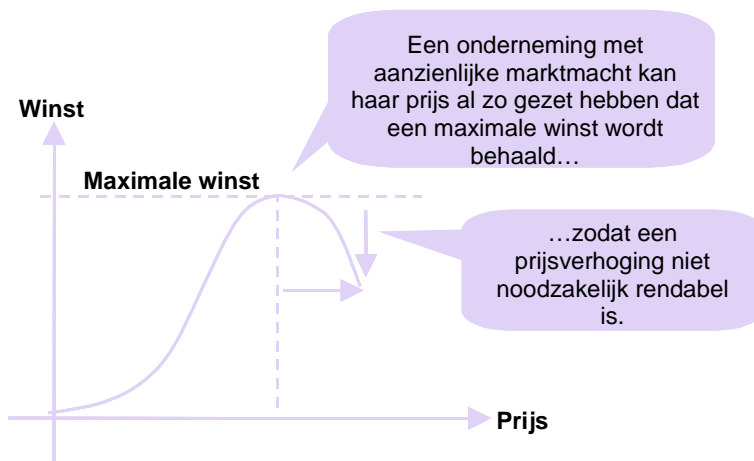 Een onderneming met
aanzienlijke marktmacht kan
haar prijs al zo gezet hebben dat
een maximale winst wordt
behaald…
Winst
Maximale winst
…zodat een
prijsverhoging niet
noodzakelijk rendabel
is.
Prijs